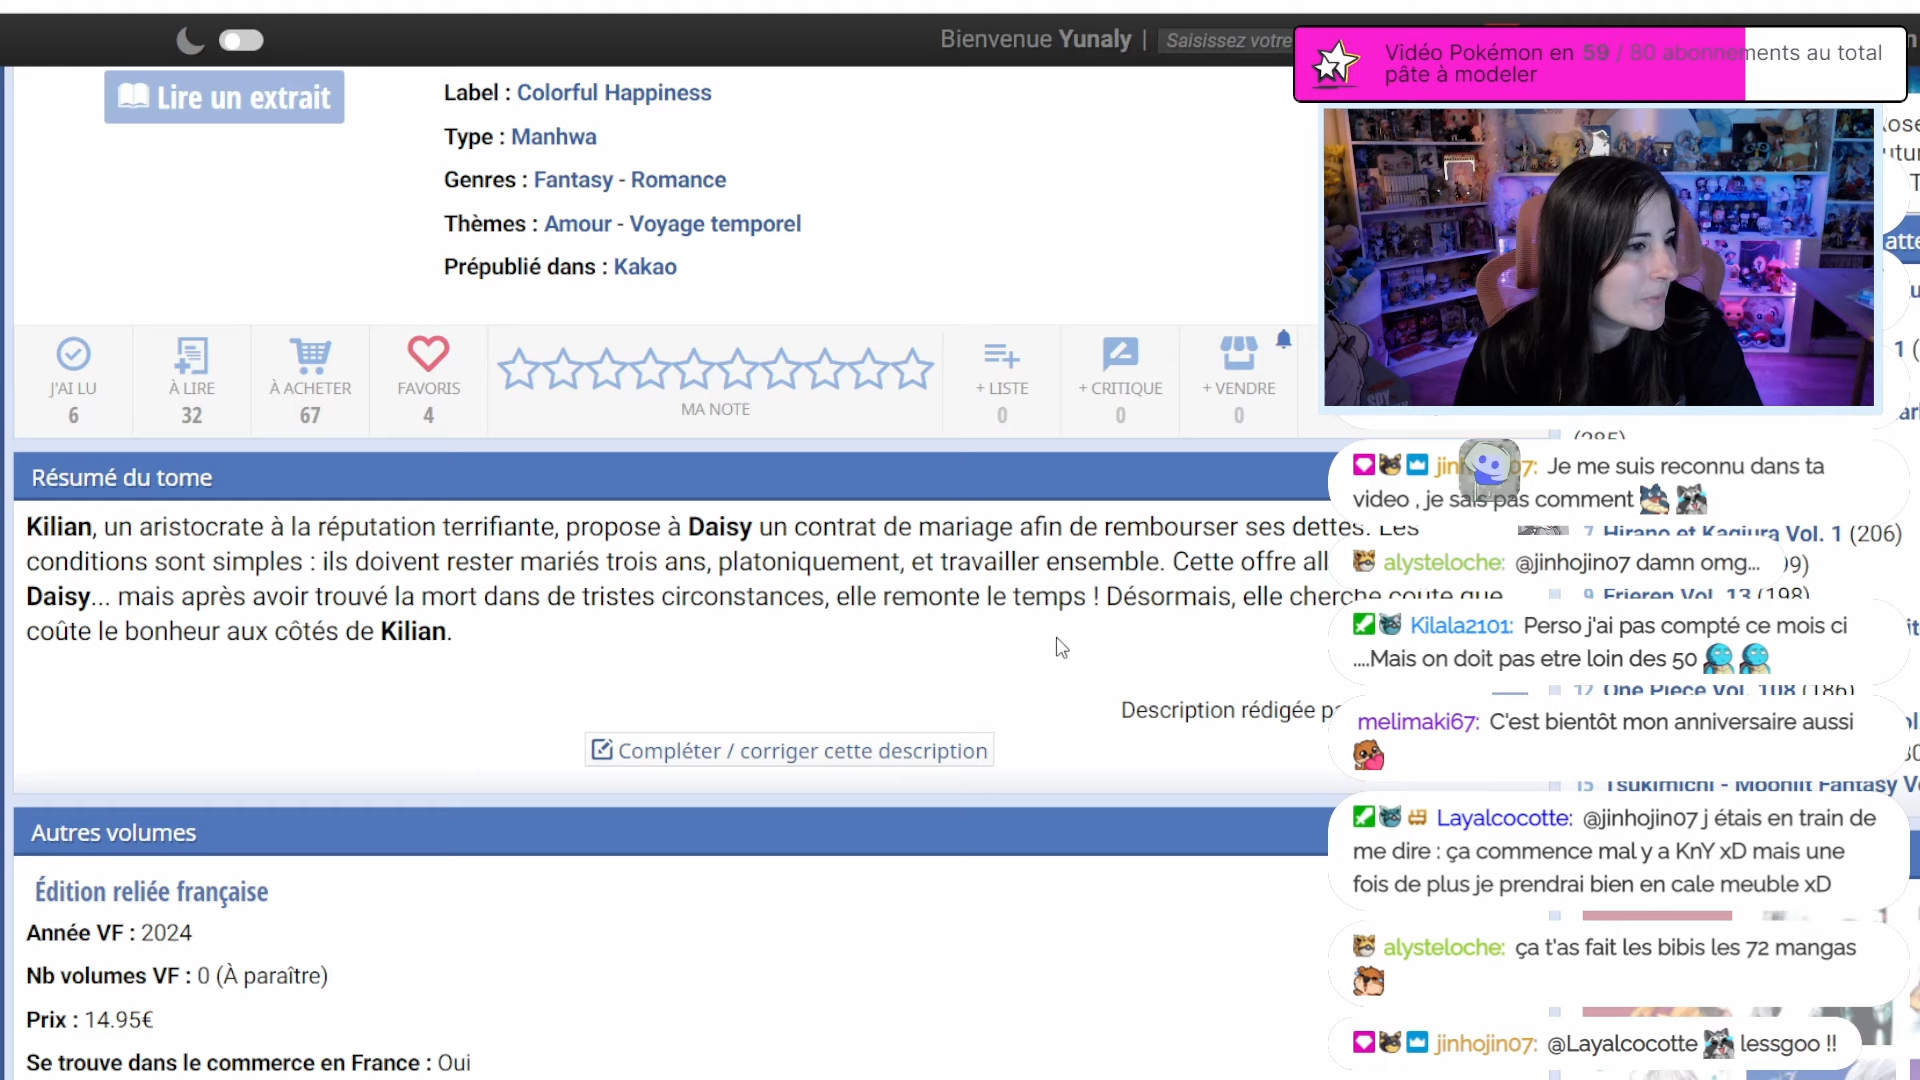 Bienvenue Yunaly | Saisissez votre
Vidéo Pokémon en 59 / 80 abonnements au total
pâte à modeler
Lire un extrait
Label : Colorful Happiness
Type : Manhwa
Genres : Fantasy - Romance
Thèmes : Amour - Voyage temporel
Prépublié dans : Kakao
J'AI LU
6
À LIRE
32
À ACHETER
67
FAVORIS
4
MA NOTE
+ LISTE
0
+ CRITIQUE
0
+ VENDRE
0
Résumé du tome
Kilian, un aristocrate à la réputation terrifiante, propose à Daisy un contrat de mariage afin de rembourser ses dettes. Les
conditions sont simples : ils doivent rester mariés trois ans, platoniquement, et travailler ensemble. Cette offre all
Daisy... mais après avoir trouvé la mort dans de tristes circonstances, elle remonte le temps ! Désormais, elle cherche coûte que
coûte le bonheur aux côtés de Kilian.
Description rédigée pa
Compléter / corriger cette description
Autres volumes
Édition reliée française
Année VF : 2024
Nb volumes VF : 0 (À paraître)
Prix : 14.95€
Se trouve dans le commerce en France : Oui
(285)
jinhojin07: Je me suis reconnu dans ta
video , je sais pas comment
7 Hirano et Kagiura Vol. 1 (206)
alysteloche: @jinhojin07 damn omg...
9 Frieren Vol. 13 (198)
Kilala2101: Perso j'ai pas compté ce mois ci
....Mais on doit pas etre loin des 50
12 One Piece Vol. 108 (186)
melimaki67: C'est bientôt mon anniversaire aussi
15 Tsukimichi - Moonlit Fantasy V
Layalcocotte: @jinhojin07 j étais en train de
me dire : ça commence mal y a KnY xD mais une
fois de plus je prendrai bien en cale meuble xD
alysteloche: ça t'as fait les bibis les 72 mangas
jinhojin07: @Layalcocotte lessgoo !!